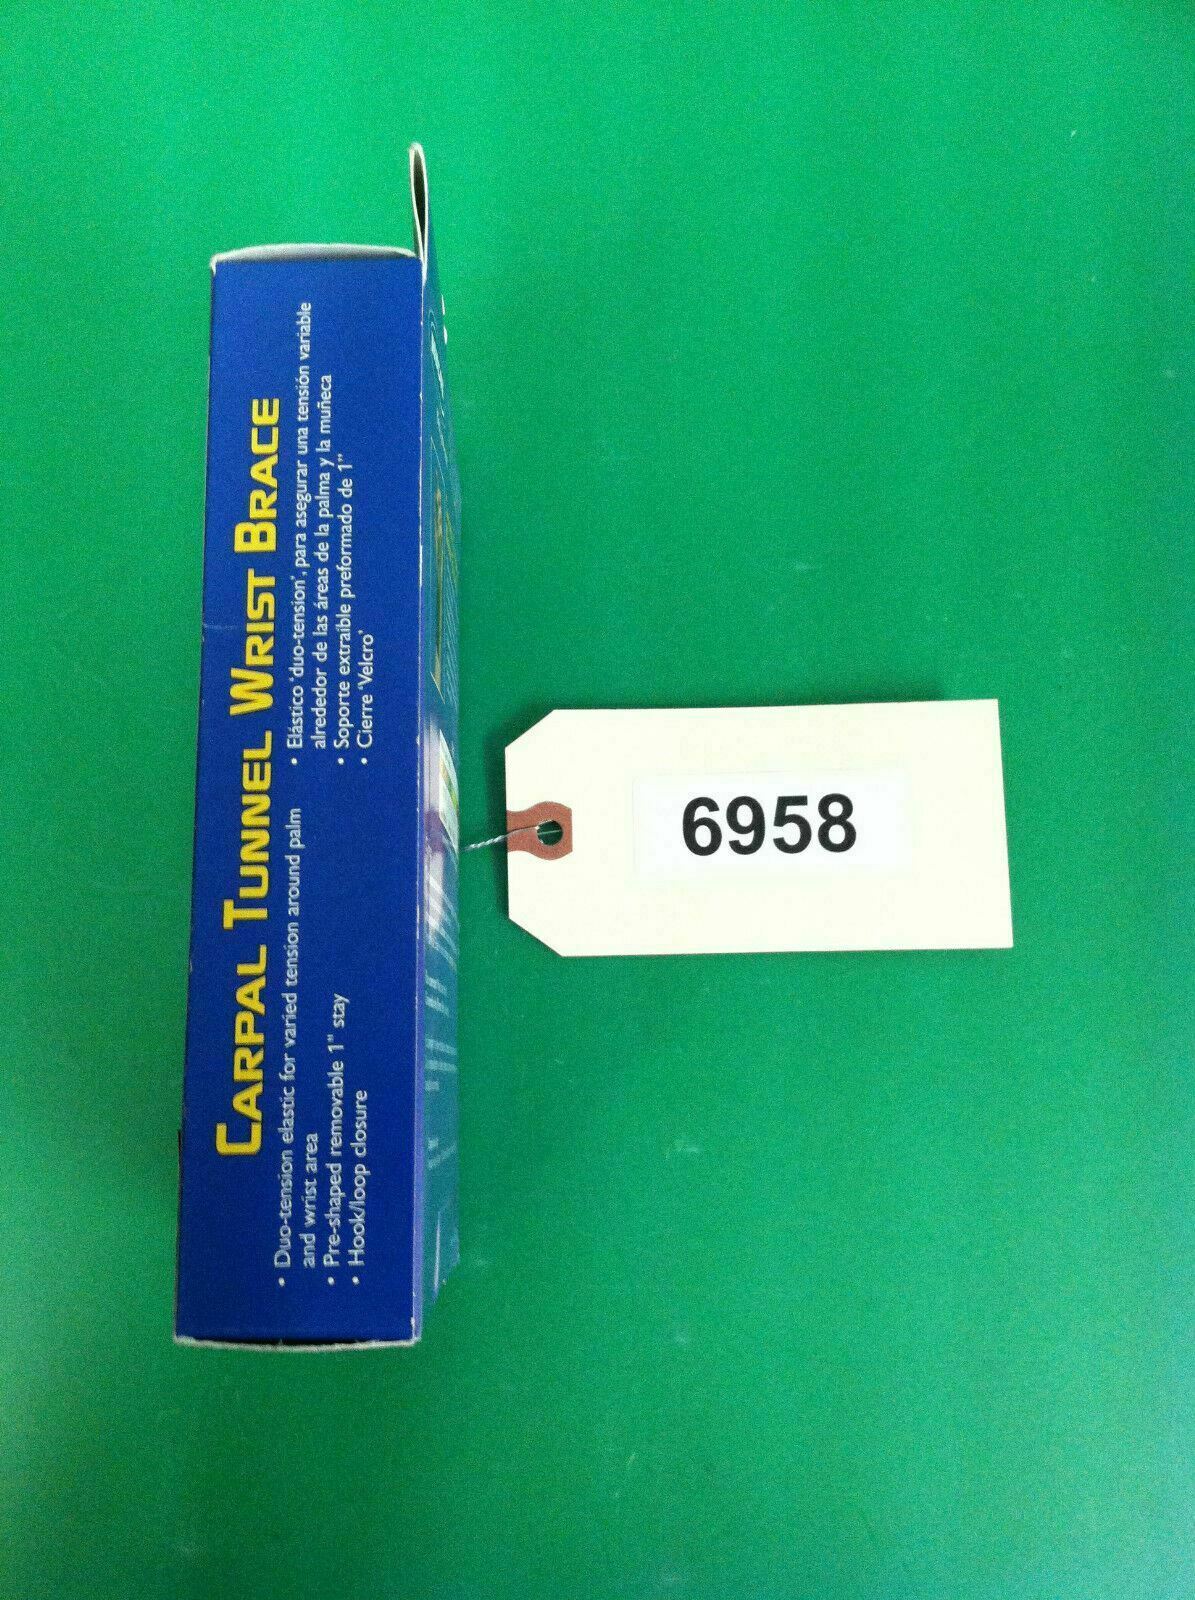 CARPAL TUNNEL WRIST BRACE
• Duo-tension elastic for varied tension around palm
and wrist area
• Pre-shaped removable 1" stay
• Hook/loop closure
• Elástico 'duo-tension', para asegurar una tensión variable
alrededor de las áreas de la palma y la muñeca
• Soporte extraíble preformado de 1"
• Cierre 'Velcro'
6958